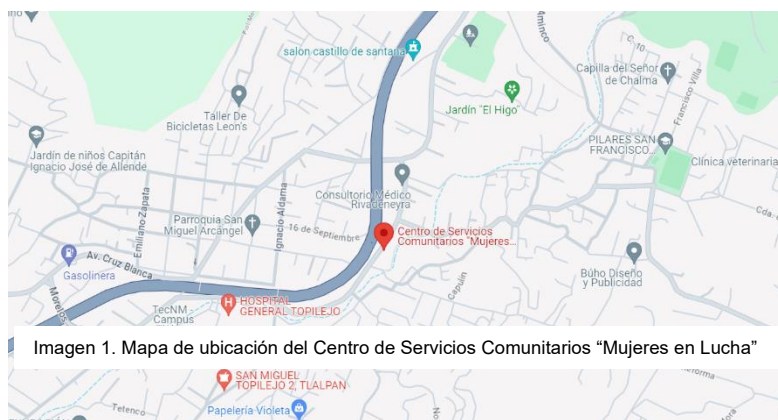 salon castillo de santana
Taller De
Bicicletas Leon's
Jardín "El Higo"
C. 10
Capilla del Señor
de Chalma
Francisco Villa
PILARES SAN
FRANCISCO...
Clínica veterinaria
Jardín de niños Capitán
Ignacio José de Allende
Emiliano Zapata
Ignacio Aldama
Consultorio Médico
Rivadeneyra
Parroquia San
Miguel Arcángel
16 de Septiembre
Centro de Servicios
Comunitarios "Mujeres...
Cda.
Gasolinera
Av. Cruz Blanca
Capulín
Búho Diseño
y Publicidad
Morelos
TecNM -
Campus
HOSPITAL
GENERAL TOPILEJO
Imagen 1. Mapa de ubicación del Centro de Servicios Comunitarios “Mujeres en Lucha”
SAN MIGUEL
TOPILEJO 2, TLALPAN
Tetenco
Papelería Violeta